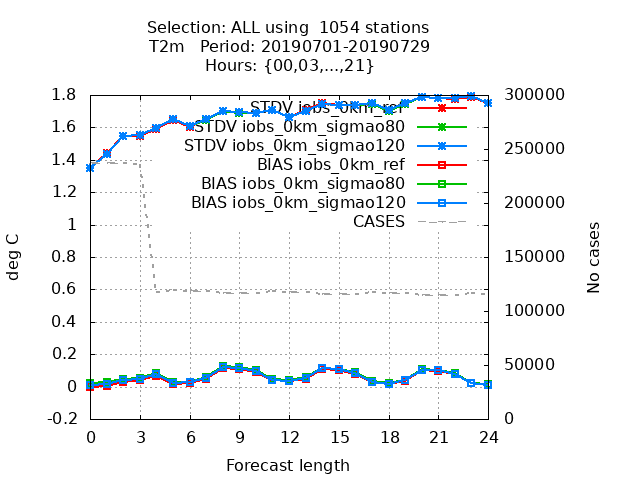 Selection: ALL using  1054 stations
T2m   Period: 20190701-20190729
Hours: {00,03,...,21}
1.8
1.6
1.4
1.2
1
0.8
0.6
0.4
0.2
0
-0.2
deg C
STDV iobs_0km_ref
STDV iobs_0km_sigmao80
STDV iobs_0km_sigmao120
BIAS iobs_0km_ref
BIAS iobs_0km_sigmao80
BIAS iobs_0km_sigmao120
CASES
300000
250000
200000
150000
100000
50000
0
No cases
0 3 6 9 12 15 18 21 24
Forecast length